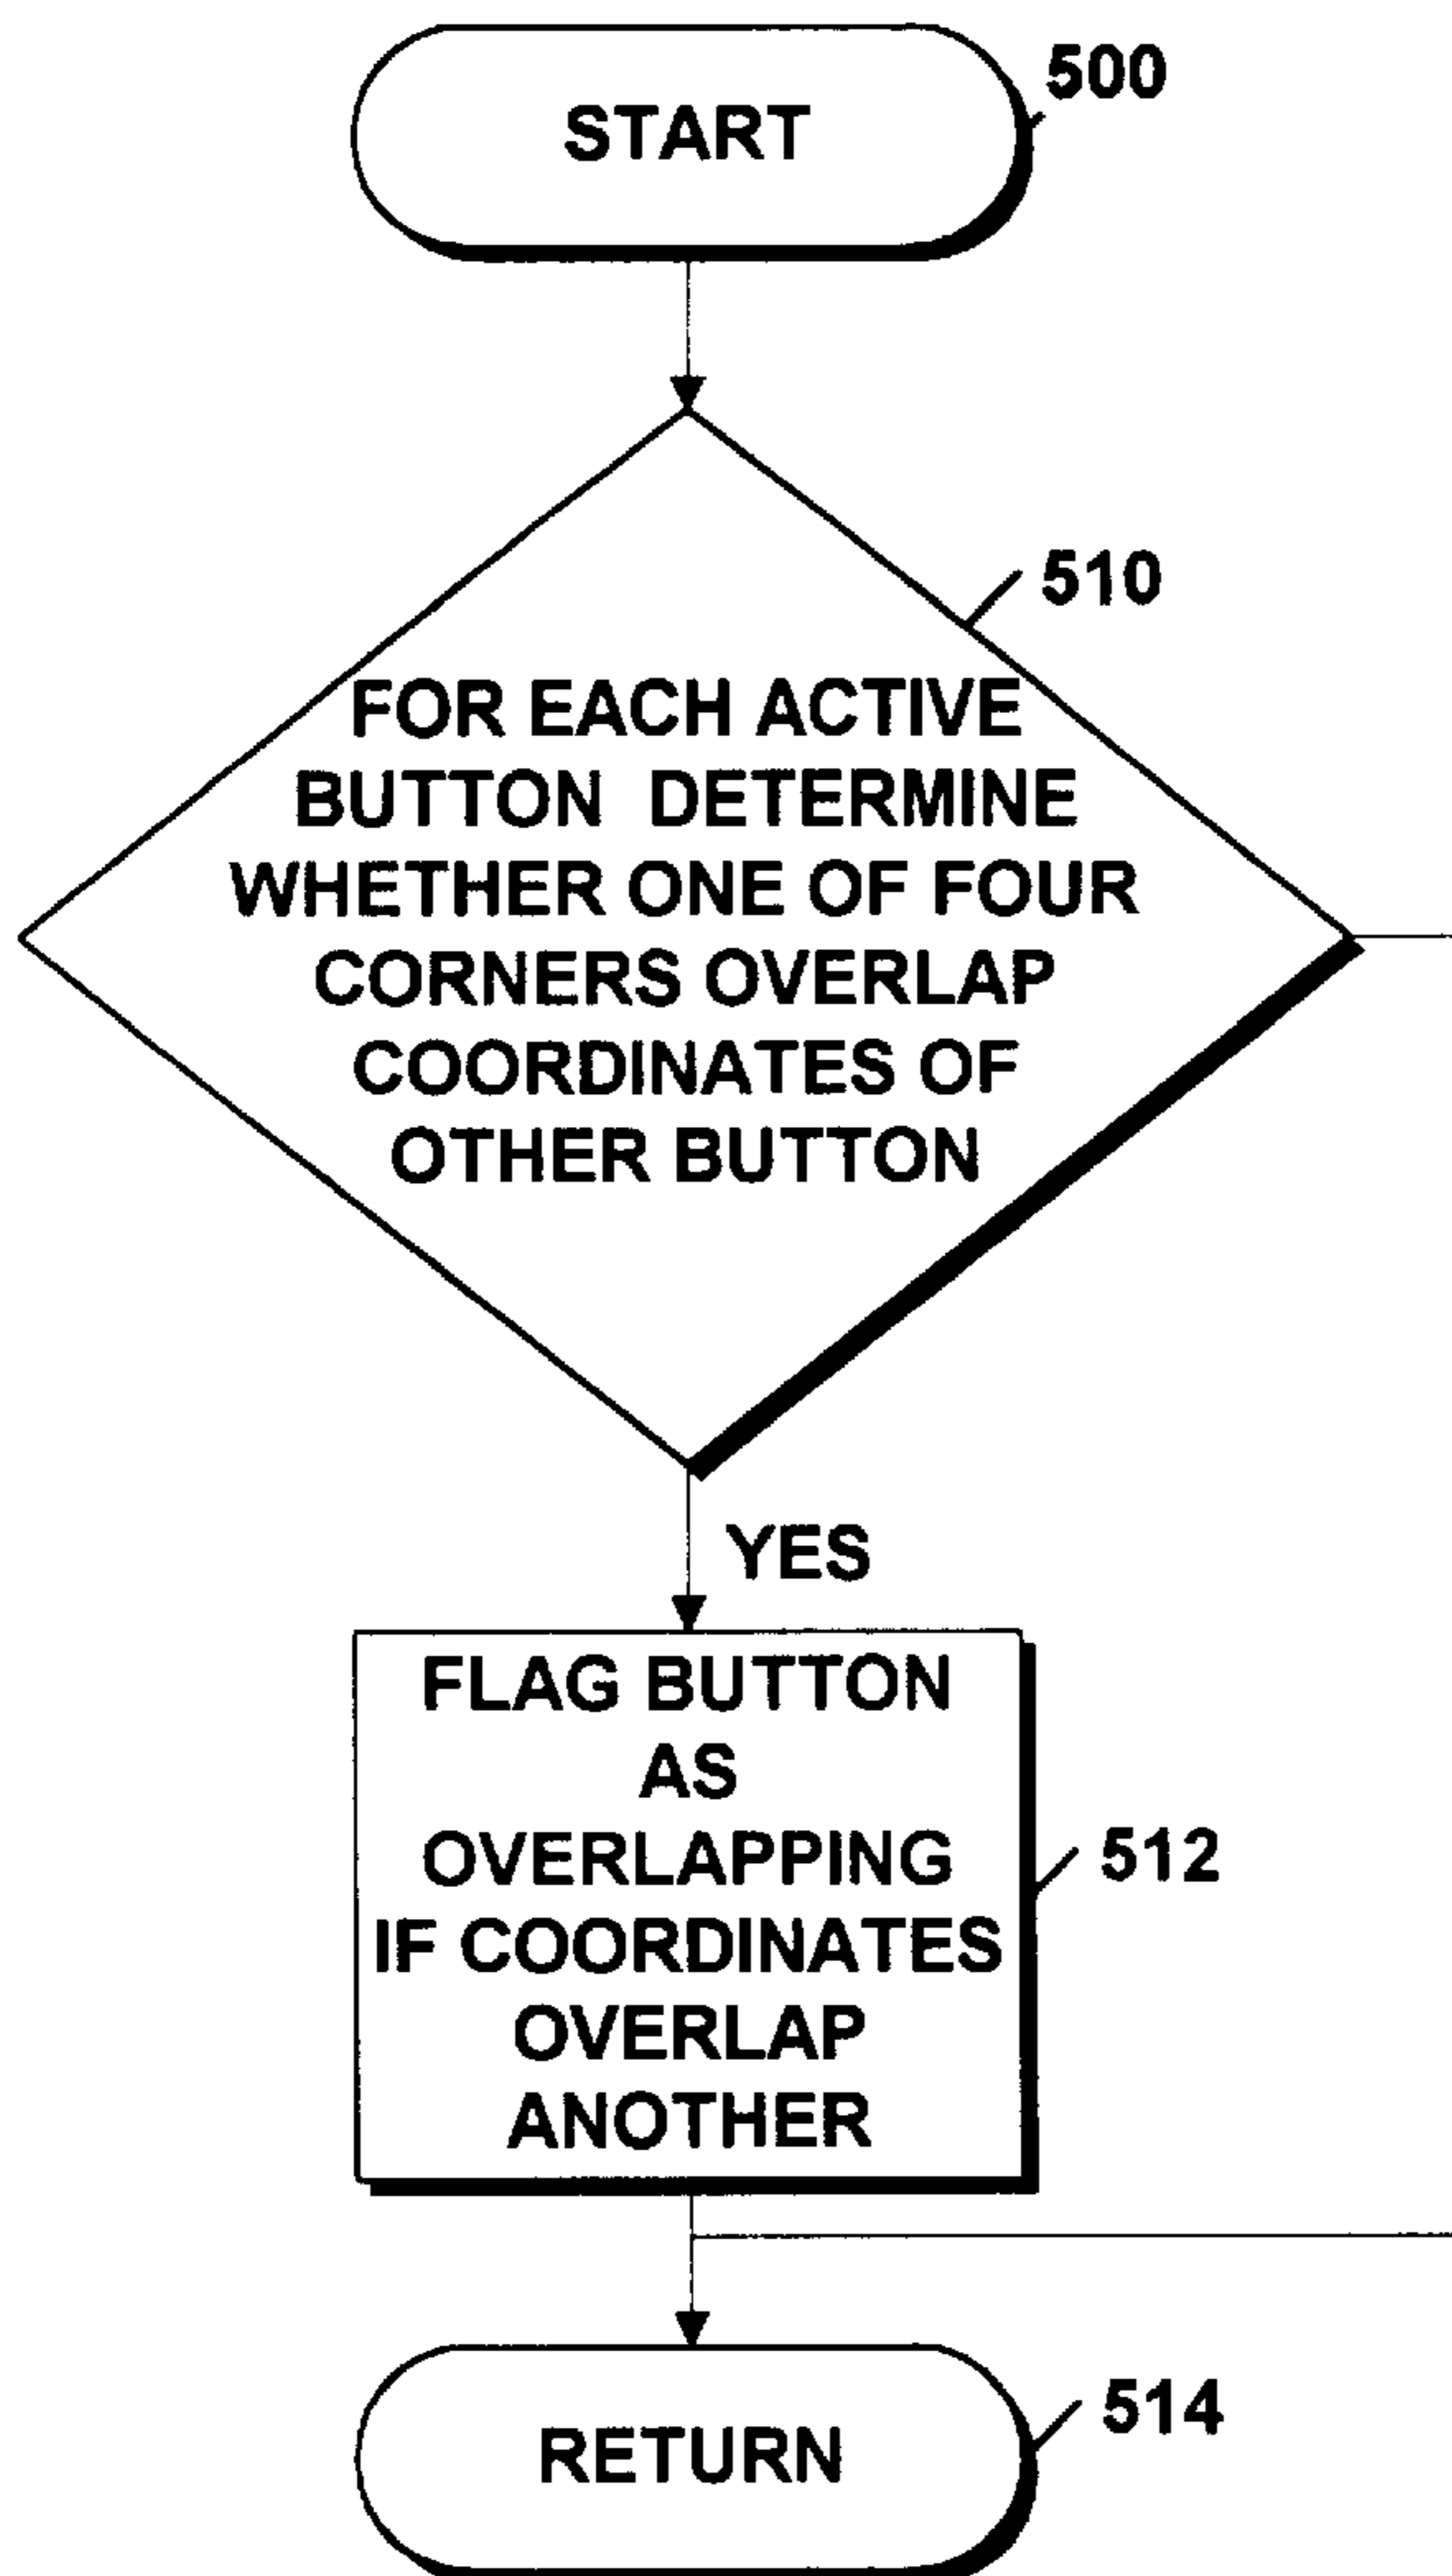 START
500
510
FOR EACH ACTIVE
BUTTON DETERMINE
WHETHER ONE OF FOUR
CORNERS OVERLAP
COORDINATES OF
OTHER BUTTON
YES
FLAG BUTTON
AS
OVERLAPPING
IF COORDINATES
OVERLAP
ANOTHER
512
RETURN
514